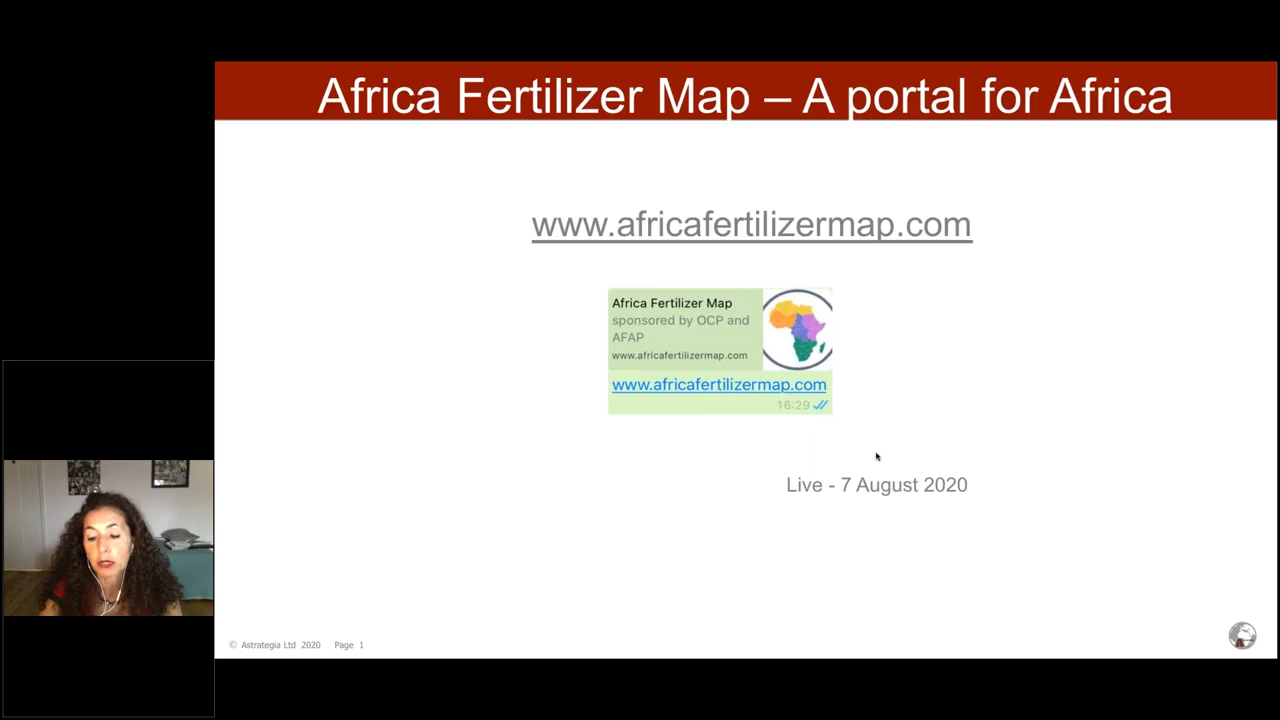 Africa Fertilizer Map – A portal for Africa
www.africafertilizermap.com
Africa Fertilizer Map
sponsored by OCP and
AFAP
www.africafertilizermap.com
www.africafertilizermap.com
16:29
Live - 7 August 2020
© Astrategia Ltd 2020 Page 1